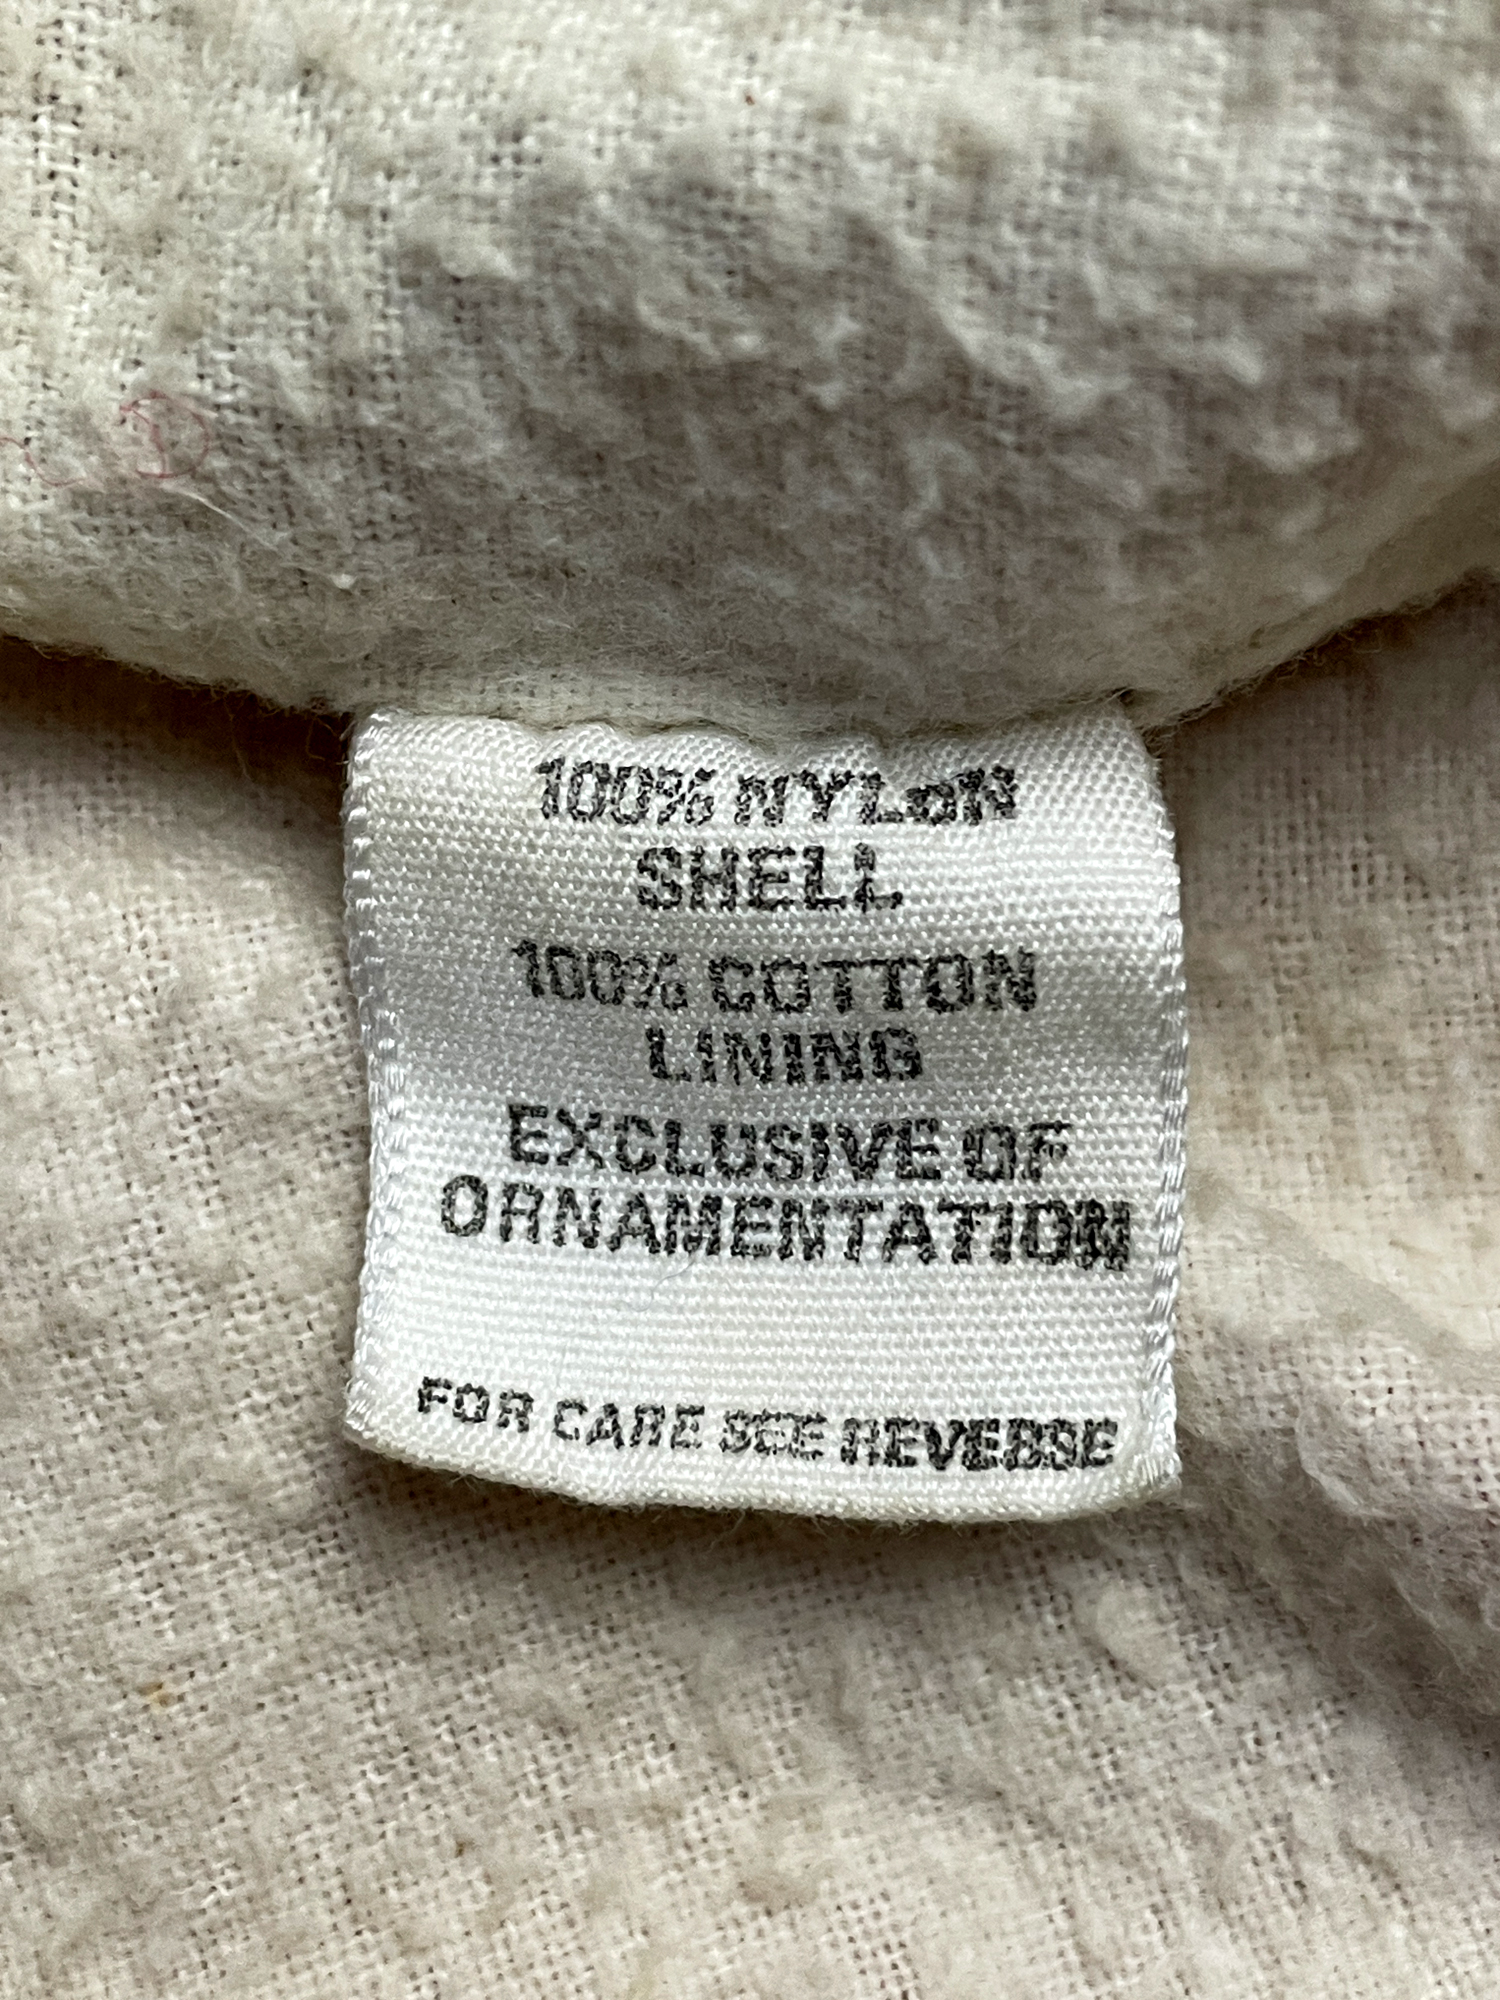 100% NYLON
SHELL
100% COTTON
LINING
EXCLUSIVE OF
ORNAMENTATION
FOR CARE SEE REVERSE